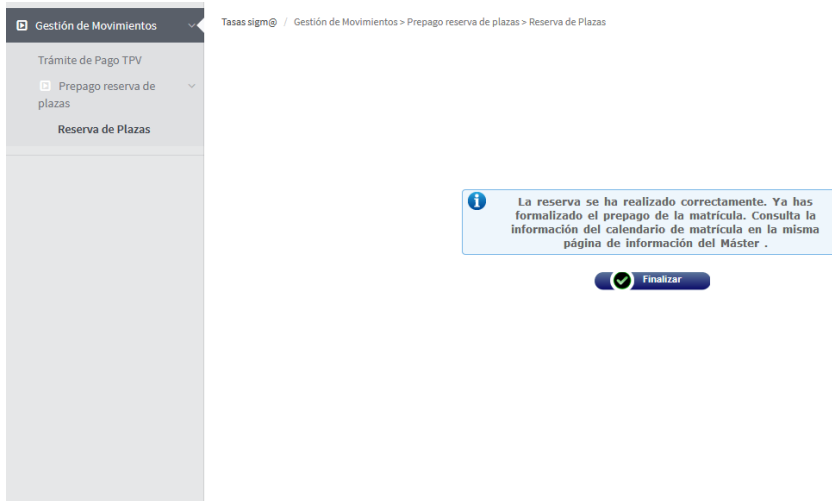 Gestión de Movimientos
Tasas sigm@ / Gestión de Movimientos > Prepago reserva de plazas > Reserva de Plazas
Trámite de Pago TPV
Prepago reserva de
plazas
Reserva de Plazas
La reserva se ha realizado correctamente. Ya has
formalizado el prepago de la matrícula. Consulta la
información del calendario de matrícula en la misma
página de información del Máster .
Finalizar